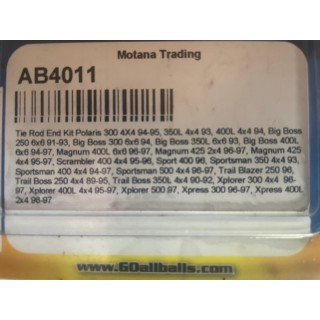 Motana Trading
AB4011
Tie Rod End Kit Polaris 300 4X4 94-95, 350L 4x4 93, 400L 4x4 94, Big Boss
250 6x6 91-93, Big Boss 300 6x6 94, Big Boss 350L 6x6 93, Big Boss 400L
6x6 94-97, Magnum 400L 6x6 96-97, Magnum 425 2x4 96-97, Magnum 425
4x4 95-97, Scrambler 400 4x4 95-96, Sport 400 96, Sportsman 350 4x4 93,
Sportsman 400 4x4 94-97, Sportsman 500 4x4 96-97, Trail Blazer 250 96,
Trail Boss 250 4x4 89-95, Trail Boss 350L 4x4 90-92, Xplorer 300 4x4 96-
97, Xplorer 400L 4x4 95-97, Xplorer 500 97, Xpress 300 96-97, Xpress 400L
2x4 96-97
www.60allballs.com